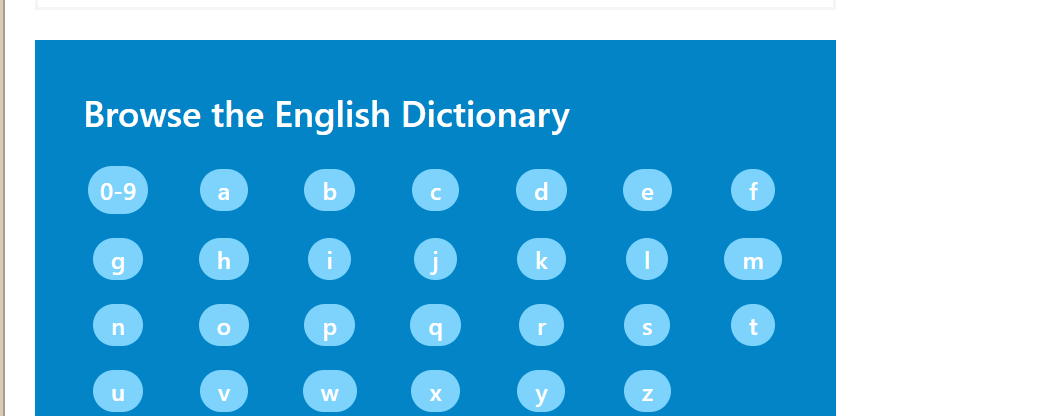 Browse the English Dictionary
0-9 a b c d e f
g h i j k l m
n o p q r s t
u v w x y z